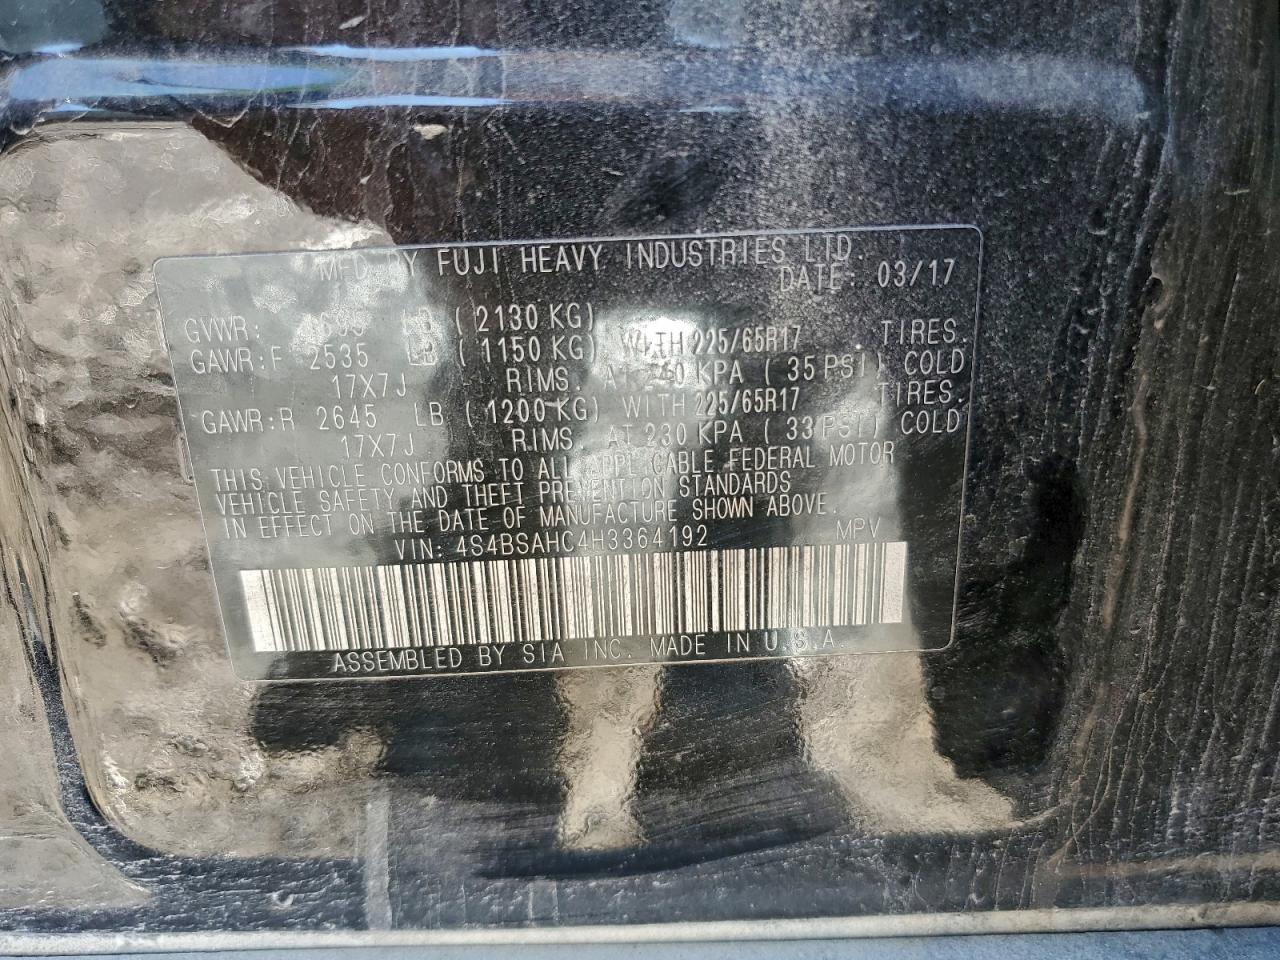 MFD BY FUJI HEAVY INDUSTRIES LTD.
DATE: 03/17
GVWR: LB (2130 KG)
GAWR:F 2535 LB (1150 KG) WITH 225/65R17 TIRES.
17X7J RIMS. AT 240 KPA (35 PSI) COLD
GAWR:R 2645 LB (1200 KG) WITH 225/65R17 TIRES.
17X7J RIMS. AT 230 KPA (33 PSI) COLD
THIS VEHICLE CONFORMS TO ALL APPLICABLE FEDERAL MOTOR
VEHICLE SAFETY AND THEFT PREVENTION STANDARDS
IN EFFECT ON THE DATE OF MANUFACTURE SHOWN ABOVE.
VIN: 4S4BSAHC4H3364192 MPV
ASSEMBLED BY SIA INC. MADE IN U.S.A.